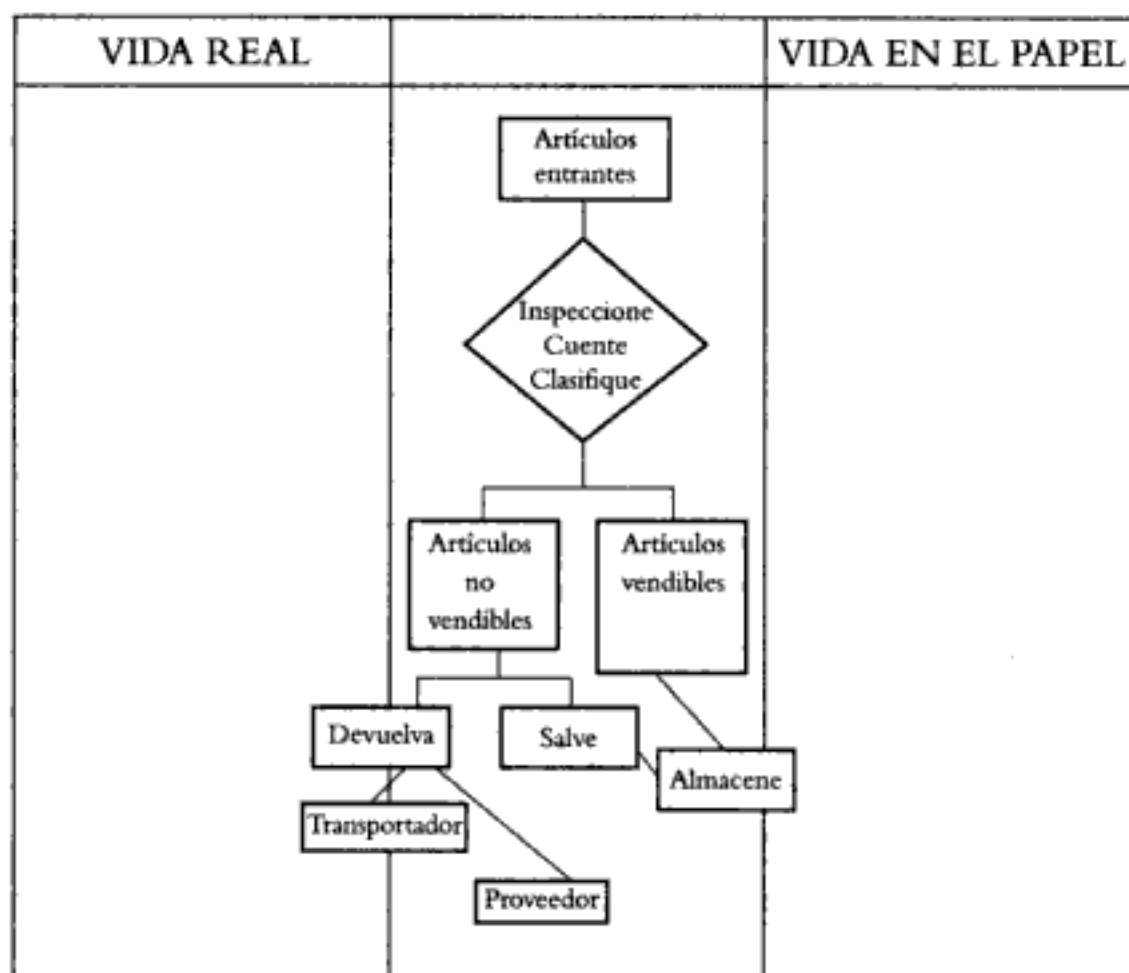 VIDA REAL
VIDA EN EL PAPEL
Artículos
entrantes
Inspeccione
Cuente
Clasifique
Artículos
no
vendibles
Artículos
vendibles
Devuelva
Salve
Almacene
Transportador
Proveedor